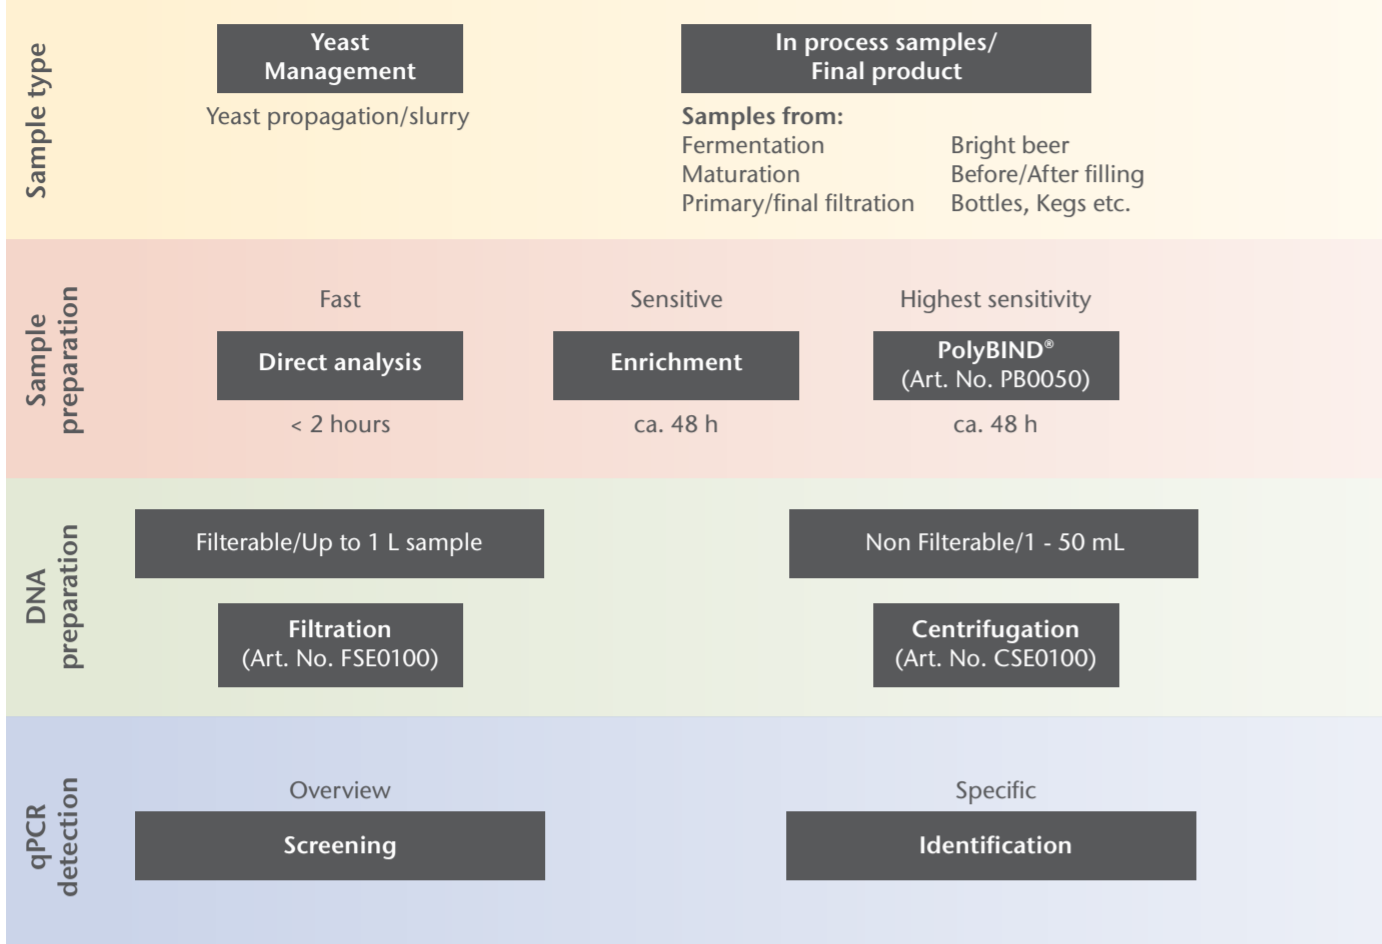 Sample type
Yeast
Management
Yeast propagation/slurry
In process samples/
Final product
Samples from:
Fermentation
Maturation
Primary/final filtration
Bright beer
Before/After filling
Bottles, Kegs etc.
Sample
preparation
Fast
Direct analysis
< 2 hours
Sensitive
Enrichment
ca. 48 h
Highest sensitivity
PolyBIND®
(Art. No. PB0050)
ca. 48 h
DNA
preparation
Filterable/Up to 1 L sample
Filtration
(Art. No. FSE0100)
Non Filterable/1 - 50 mL
Centrifugation
(Art. No. CSE0100)
qPCR
detection
Overview
Screening
Specific
Identification